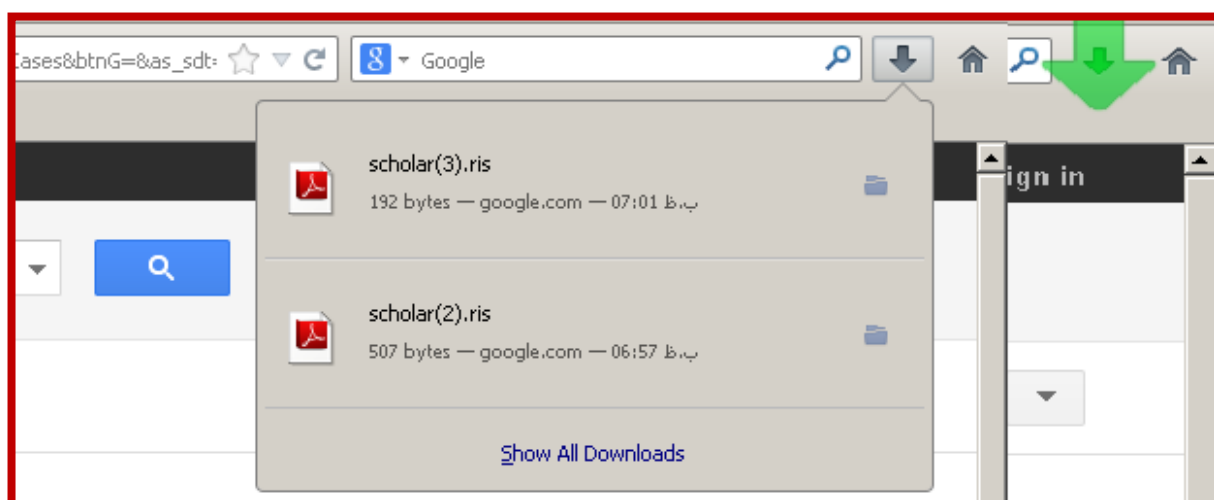 Cases&btnG=&as_sdt=
8 Google
scholar(3).ris
192 bytes — google.com — 07:01 ب.ظ
ign in
scholar(2).ris
507 bytes — google.com — 06:57 ب.ظ
Show All Downloads